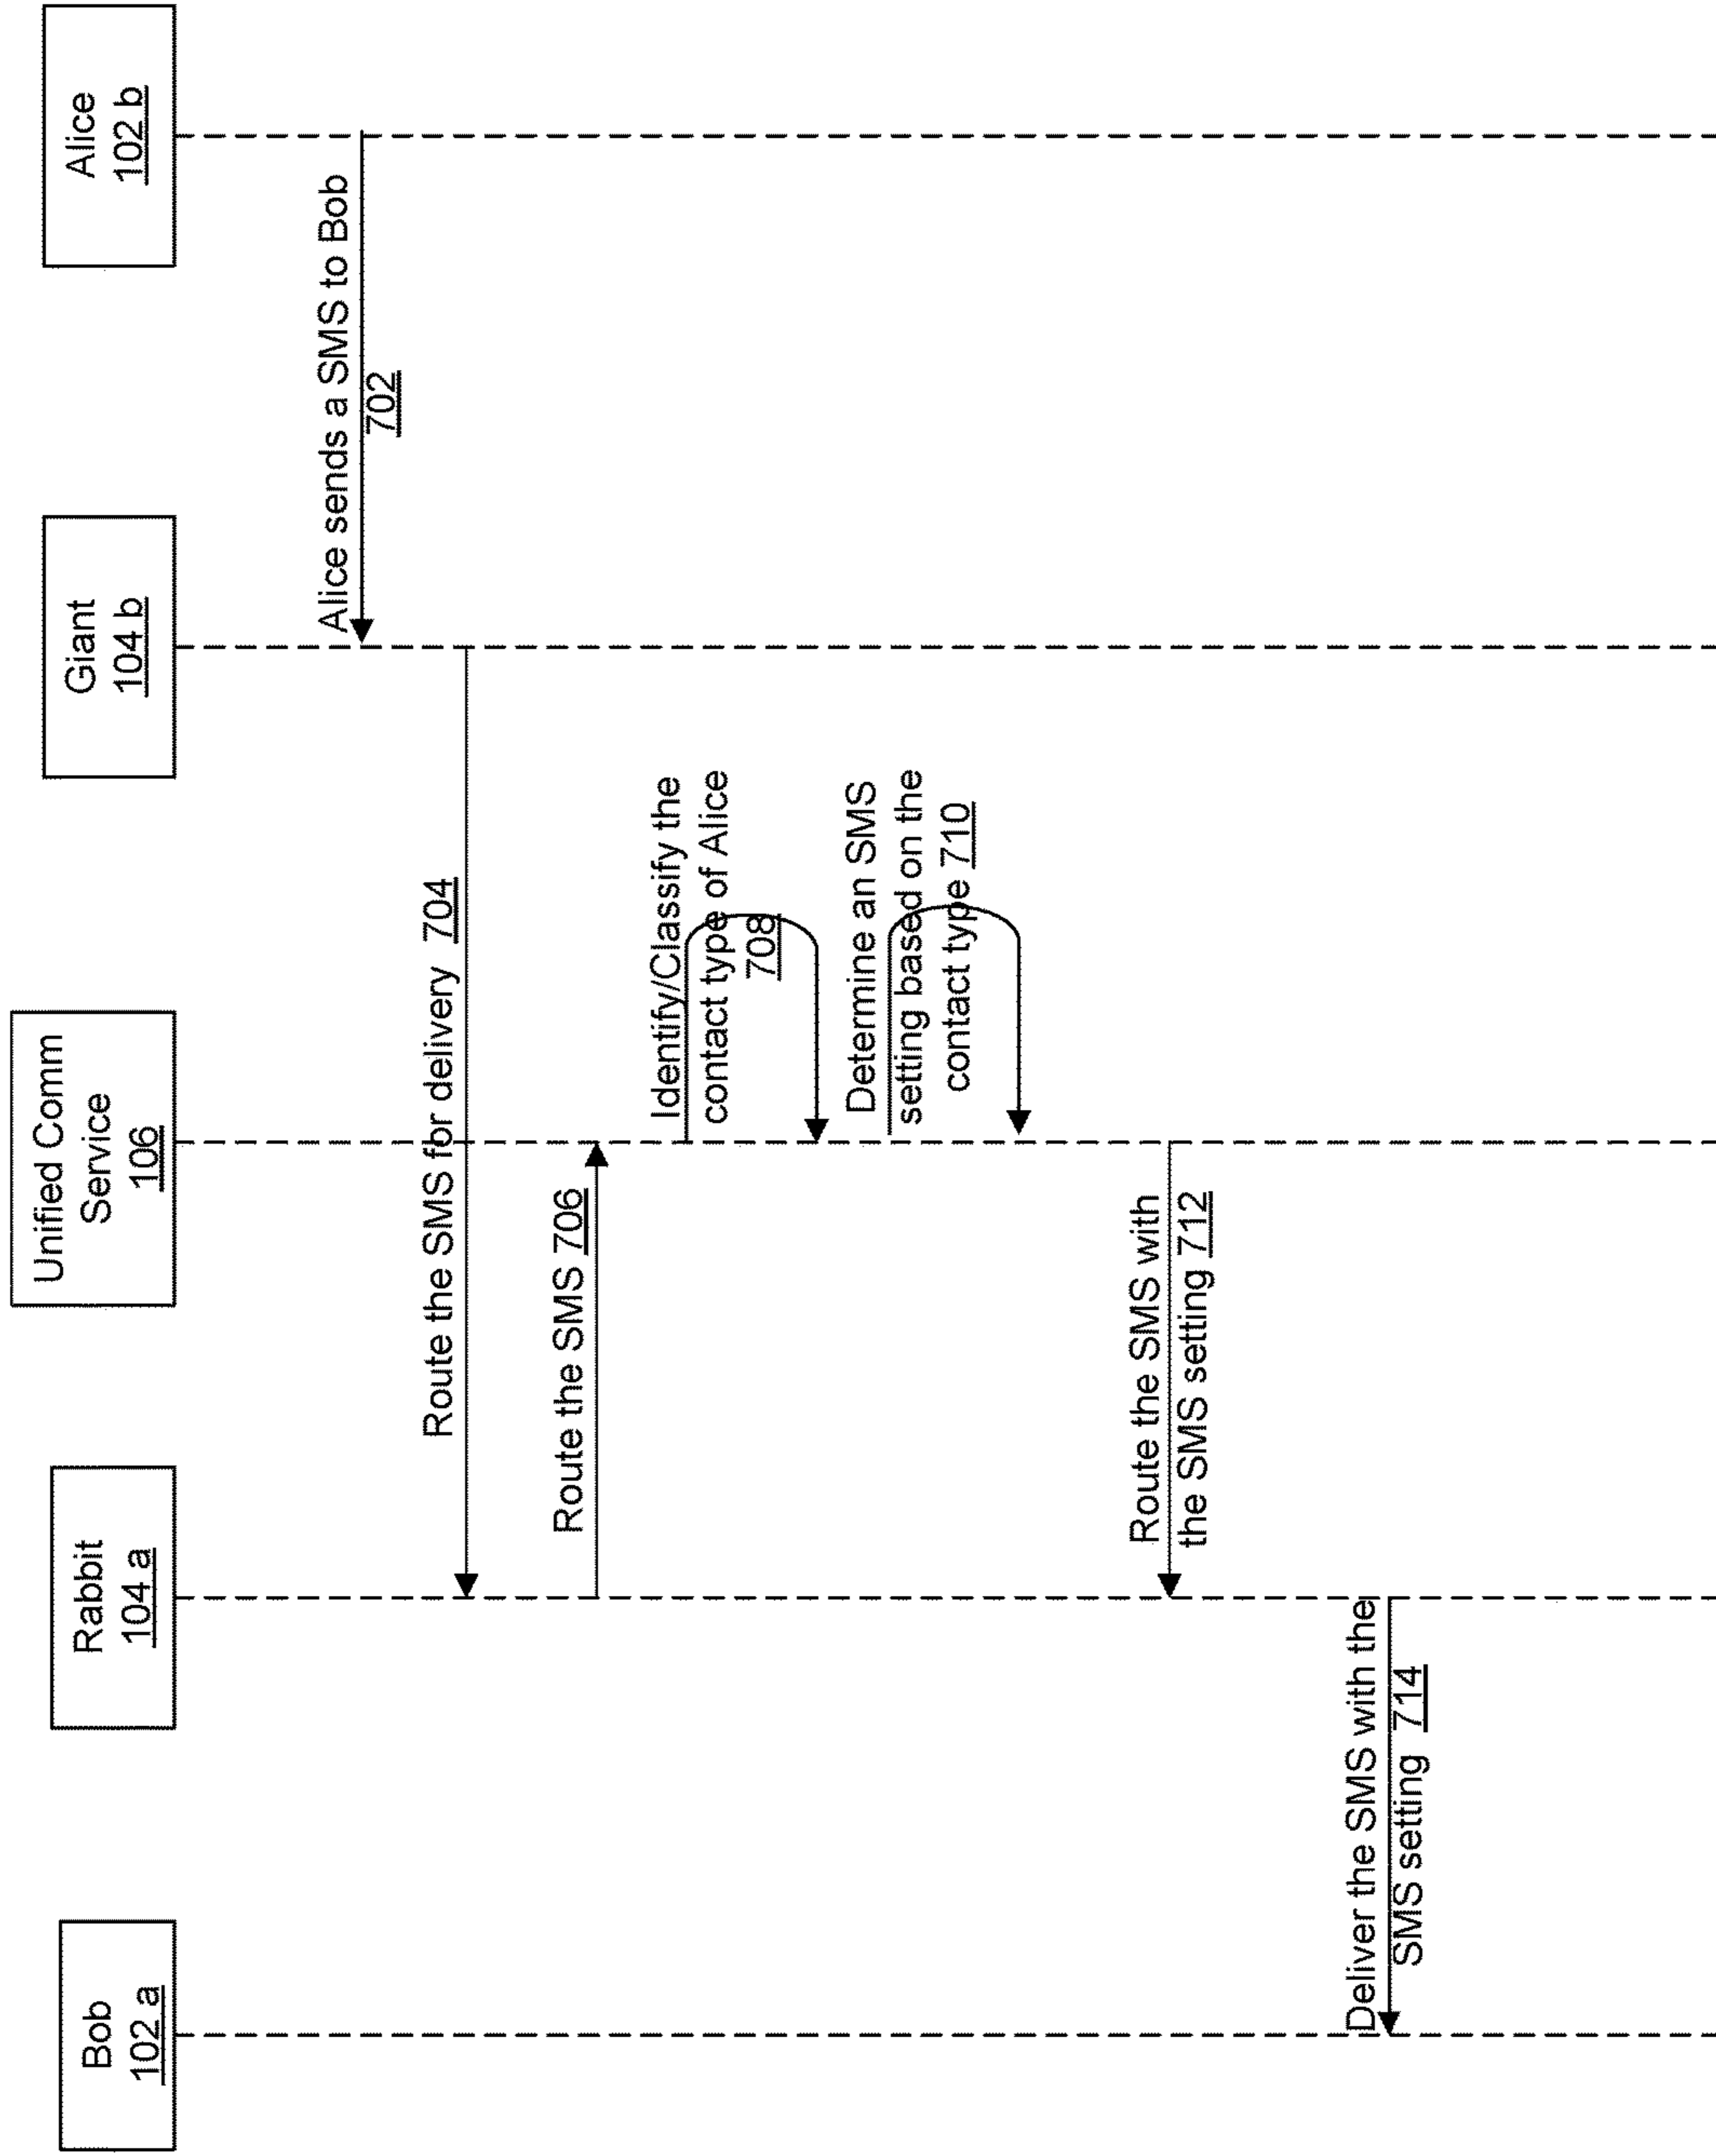 Bob
102 a
Rabbit
104 a
Unified Comm
Service
106
Giant
104 b
Alice
102 b
Alice sends a SMS to Bob
702
Route the SMS for delivery 704
Route the SMS 706
Identify/Classify the
contact type of Alice
708
Determine an SMS
setting based on the
contact type 710
Route the SMS with
the SMS setting 712
Deliver the SMS with the
SMS setting 714